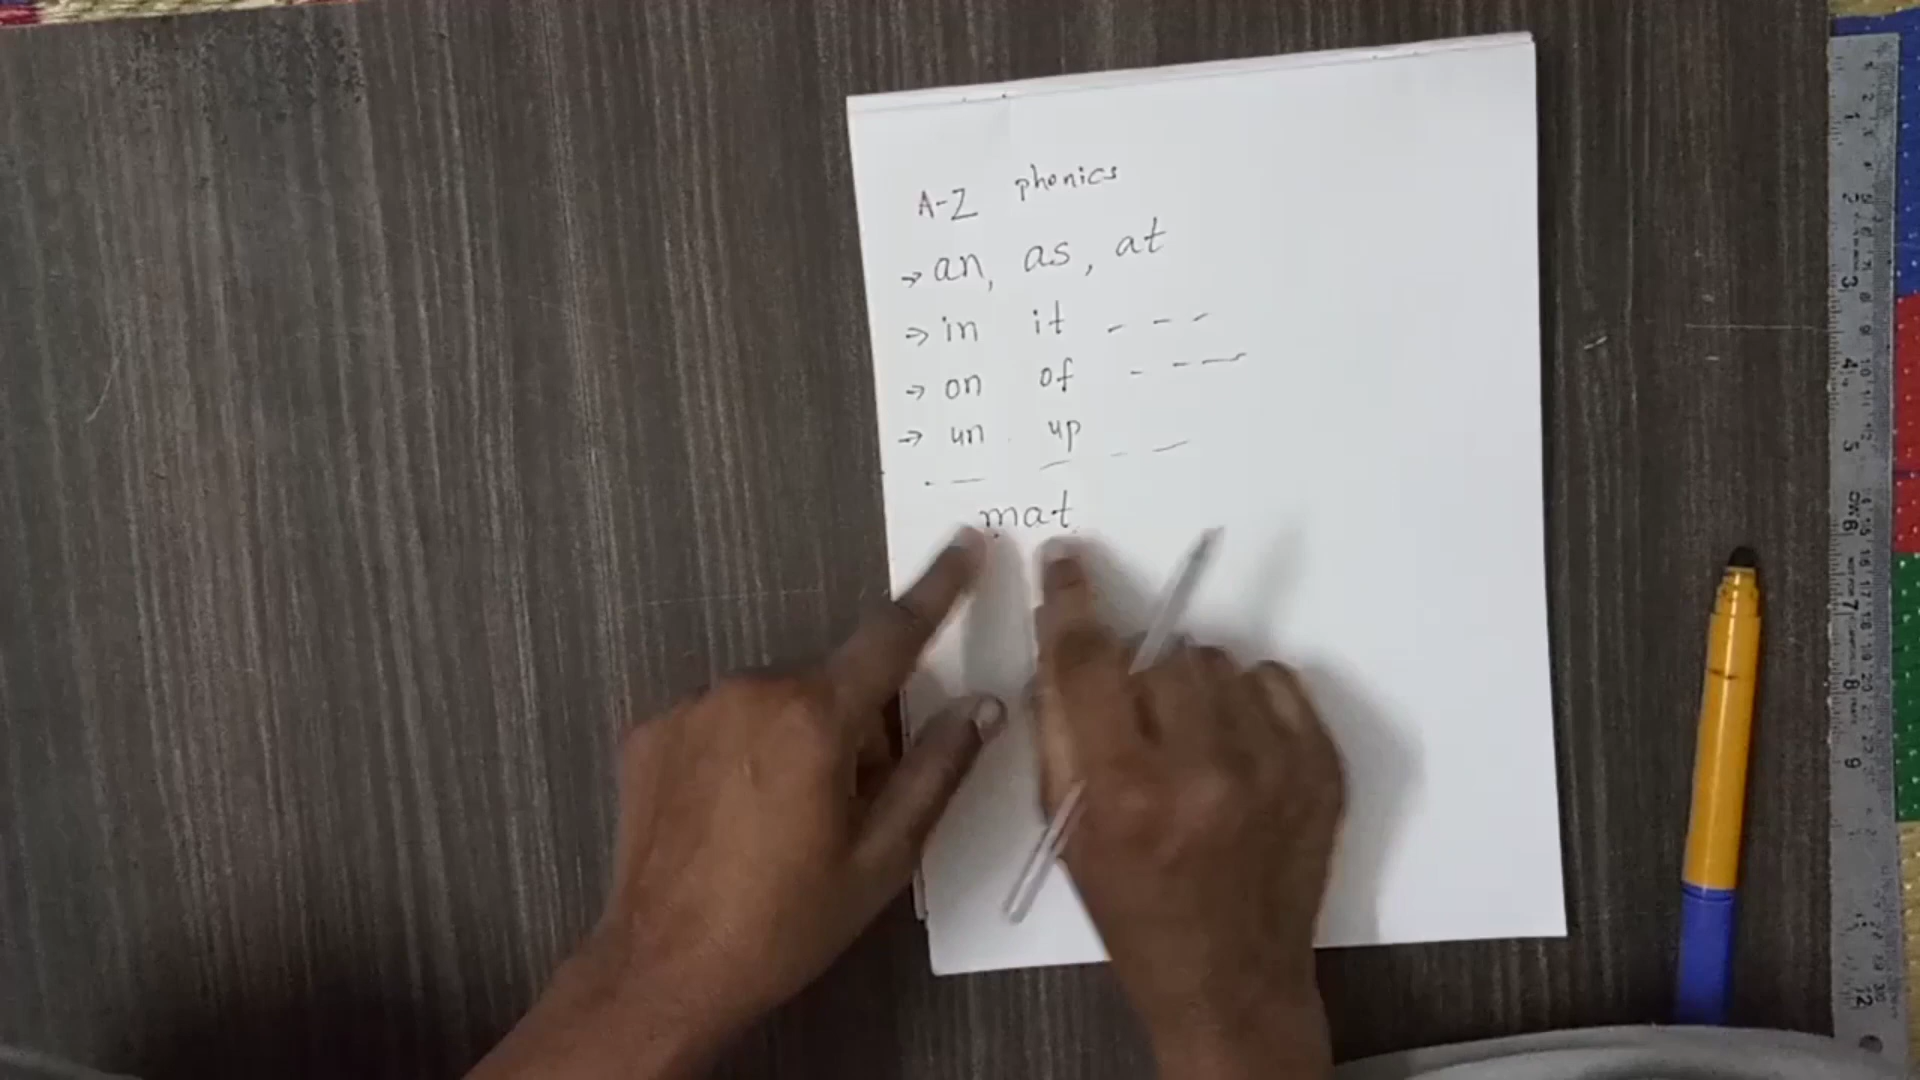 A-Z phonics
→ an, as, at
→ in it - - -
→ on of - - -
→ un up
- - - - -
mat